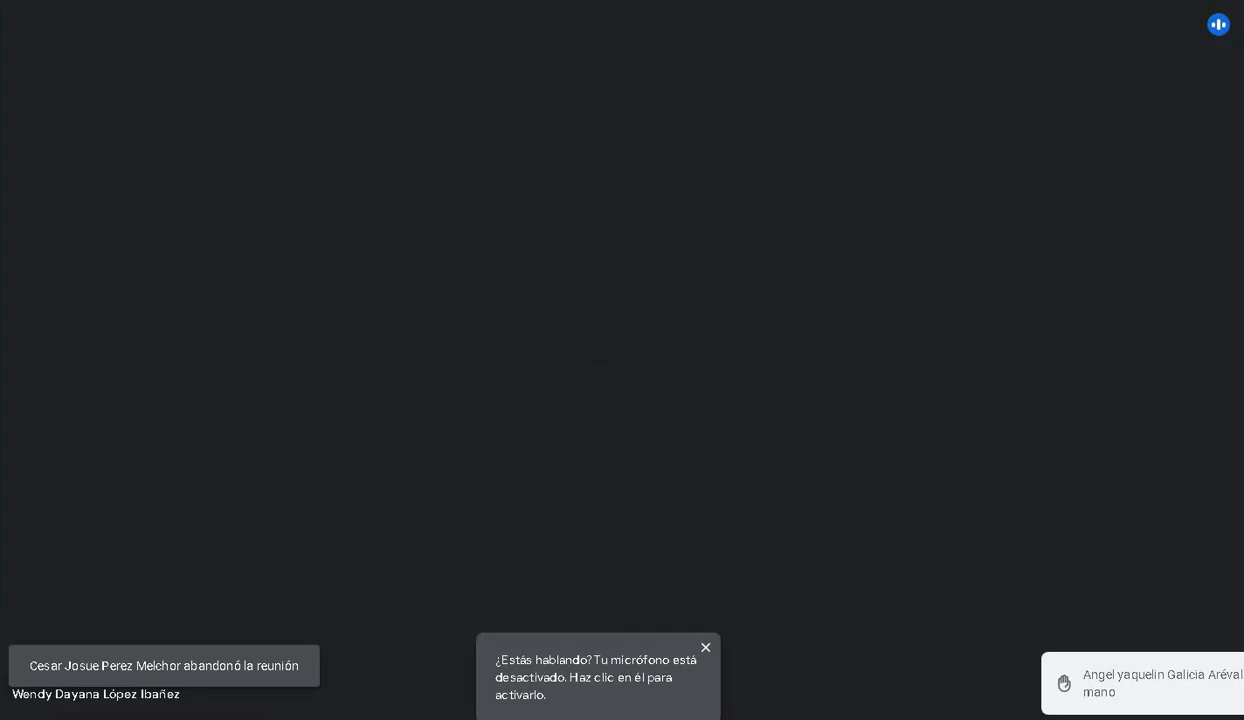 Cesar Josue Perez Melchor abandonó la reunión
Wendy Dayana López Ibañez
¿Estás hablando? Tu micrófono está
desactivado. Haz clic en él para
activarlo.
Angel yaquelin Galicia Aréval
mano